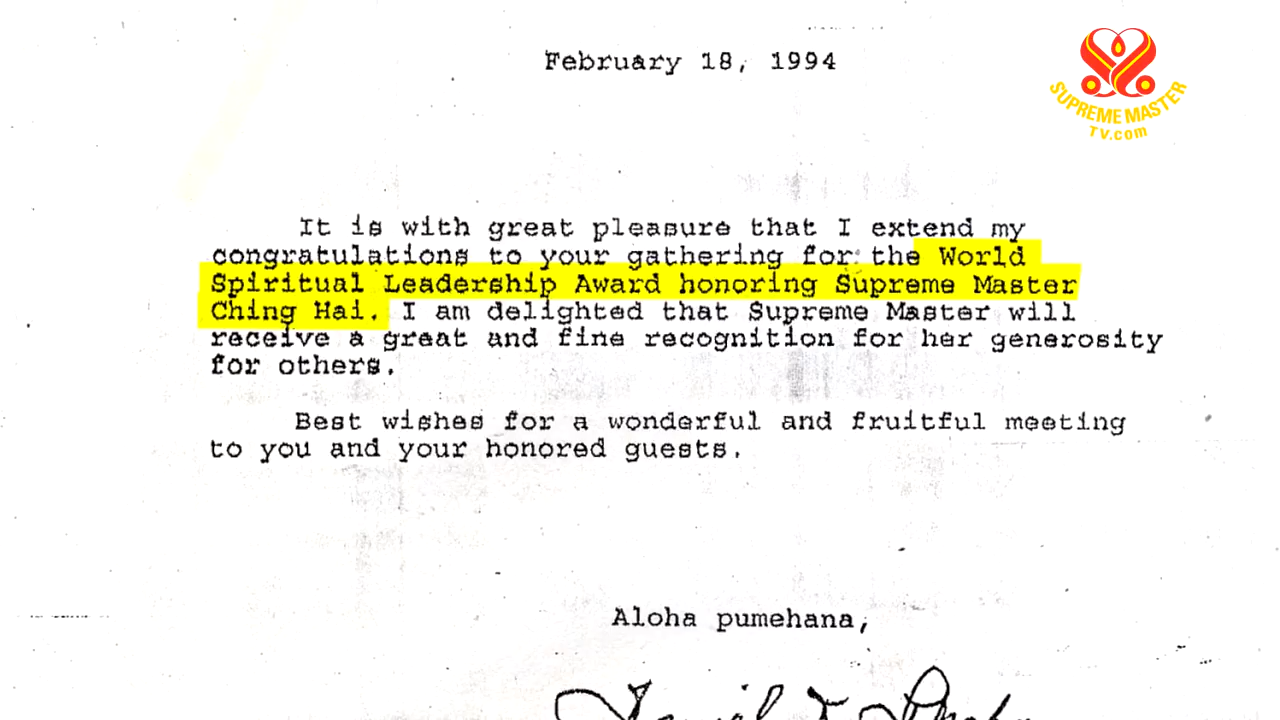 February 18, 1994
SUPREME MASTER
TV.com
It is with great pleasure that I extend my
congratulations to your gathering for the World
Spiritual Leadership Award honoring Supreme Master
Ching Hai. I am delighted that Supreme Master will
receive a great and fine recognition for her generosity
for others.
Best wishes for a wonderful and fruitful meeting
to you and your honored guests.
Aloha pumehana,